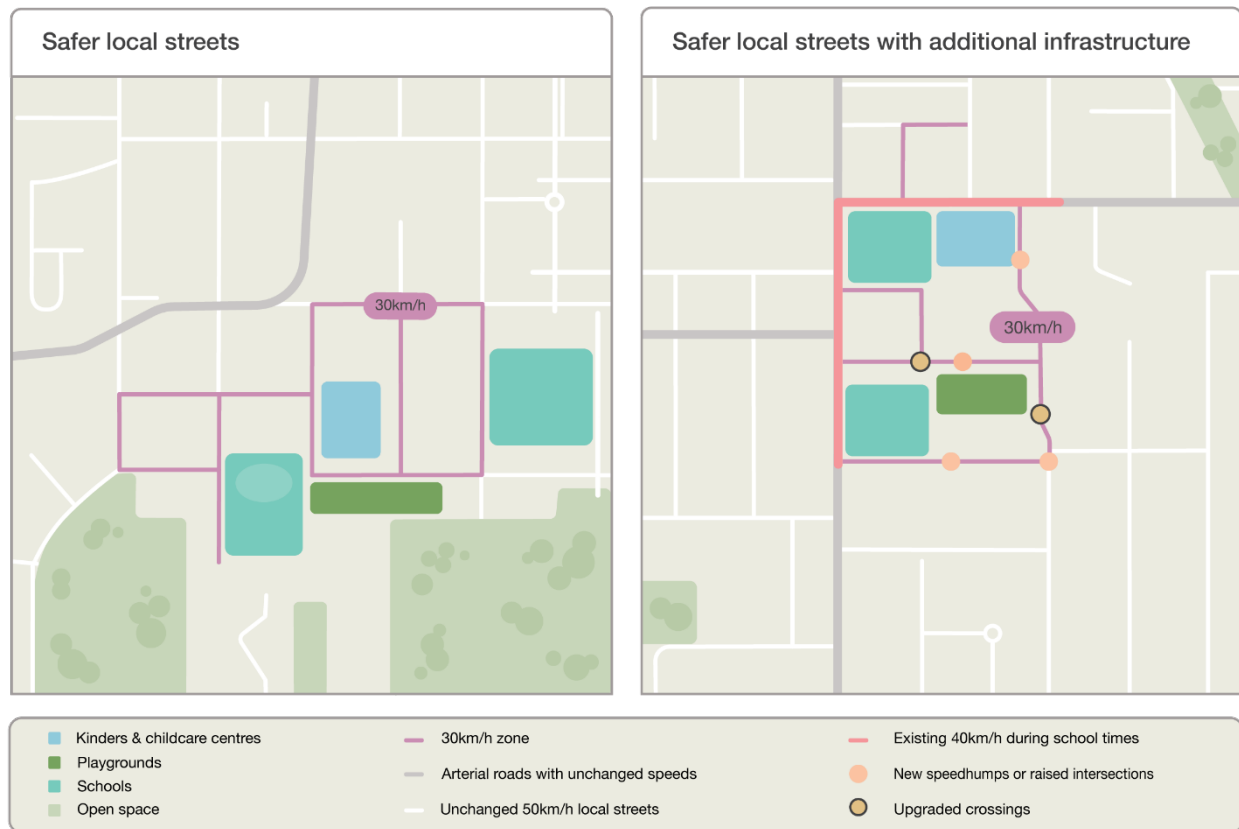 Safer local streets
Safer local streets with additional infrastructure
30km/h
30km/h
Kinders & childcare centres
Playgrounds
Schools
Open space
30km/h zone
Arterial roads with unchanged speeds
Unchanged 50km/h local streets
Existing 40km/h during school times
New speedhumps or raised intersections
Upgraded crossings